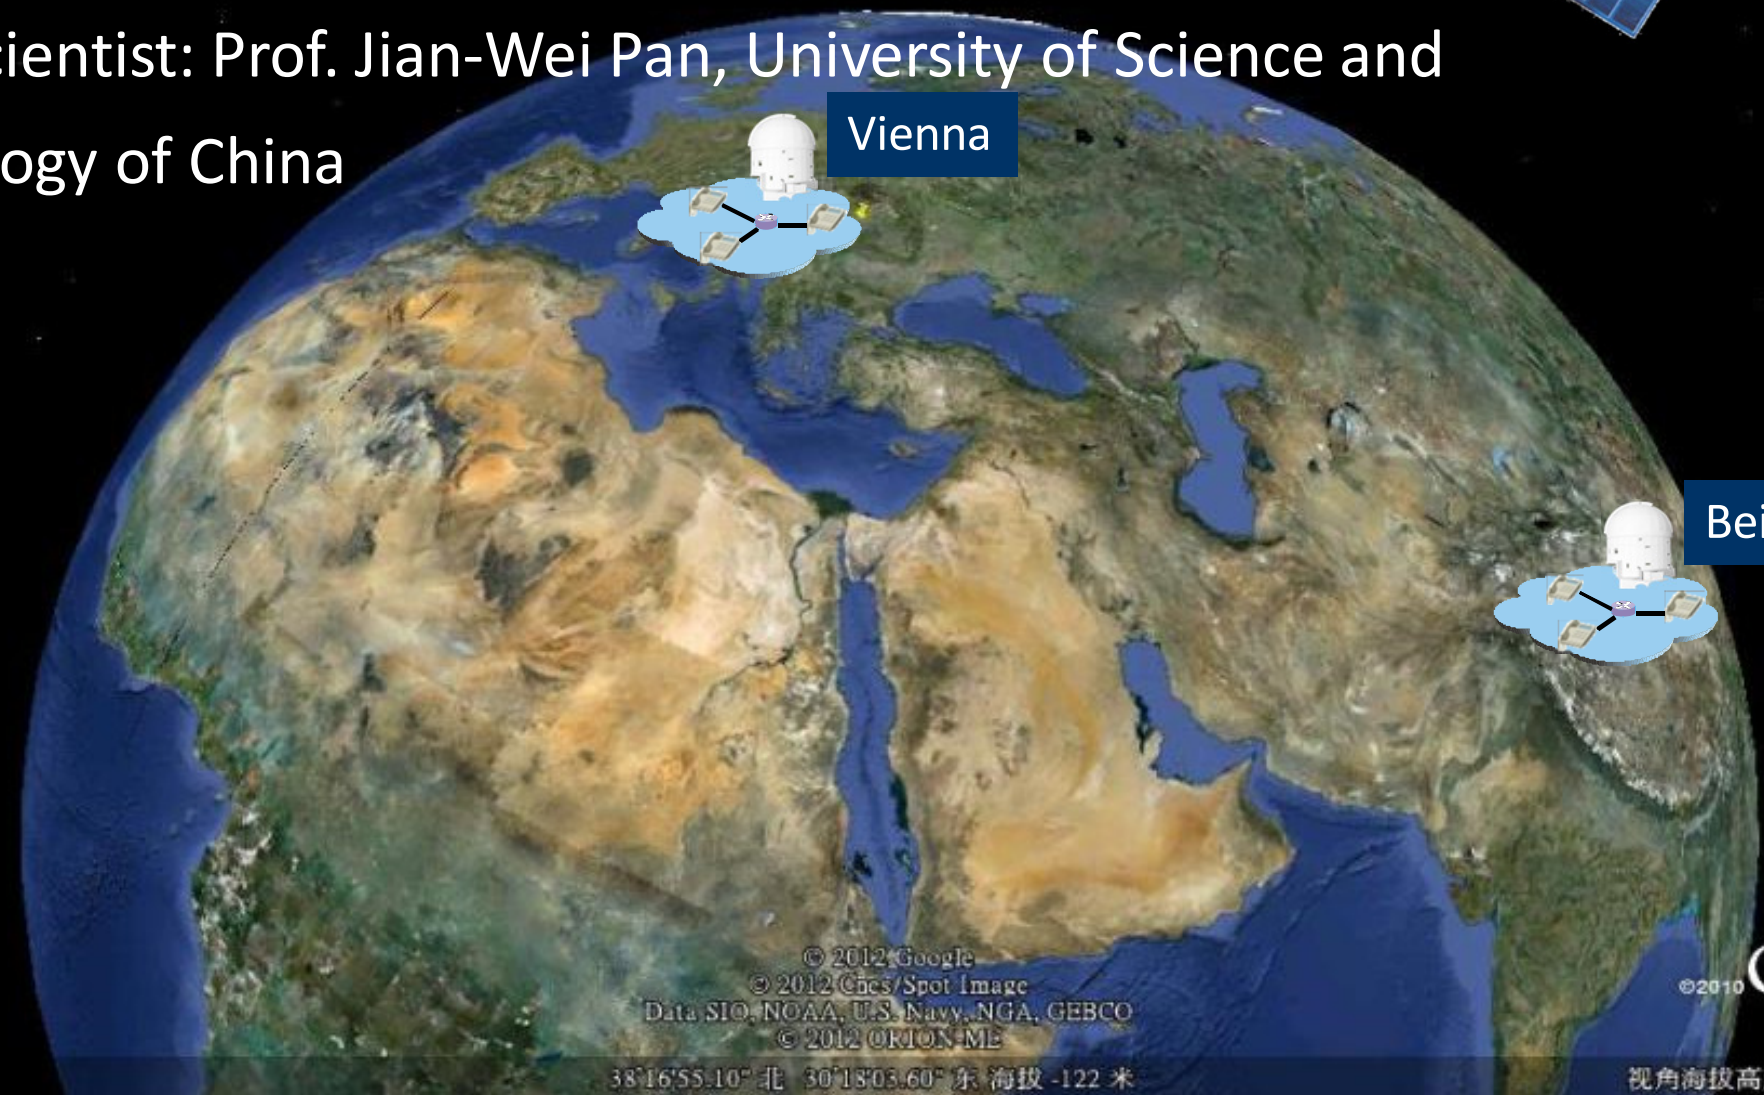 cientist: Prof. Jian-Wei Pan, University of Science and
ogy of China
Vienna
Bei
© 2012 Google
© 2012 Cnes/Spot Image
Data SIO, NOAA, U.S. Navy, NGA, GEBCO
© 2012 ORION-ME
©2010
38°16'55.10" 北 30°18'03.60" 东 海拔 -122 米
视角海拔高